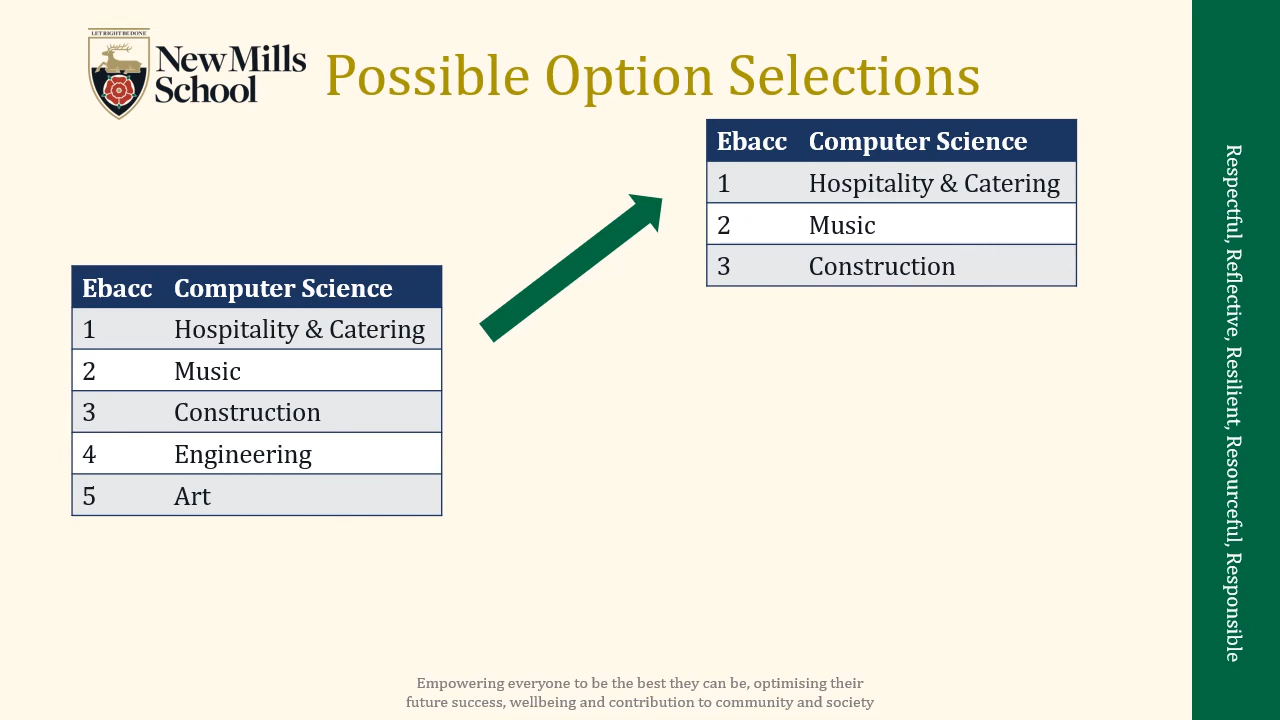 LET RIGHT BE DONE
New Mills
School
Possible Option Selections
Ebacc Computer Science
1 Hospitality & Catering
2 Music
3 Construction
4 Engineering
5 Art
Ebacc Computer Science
1 Hospitality & Catering
2 Music
3 Construction
Respectful, Reflective, Resilient, Resourceful, Responsible
Empowering everyone to be the best they can be, optimising their
future success, wellbeing and contribution to community and society